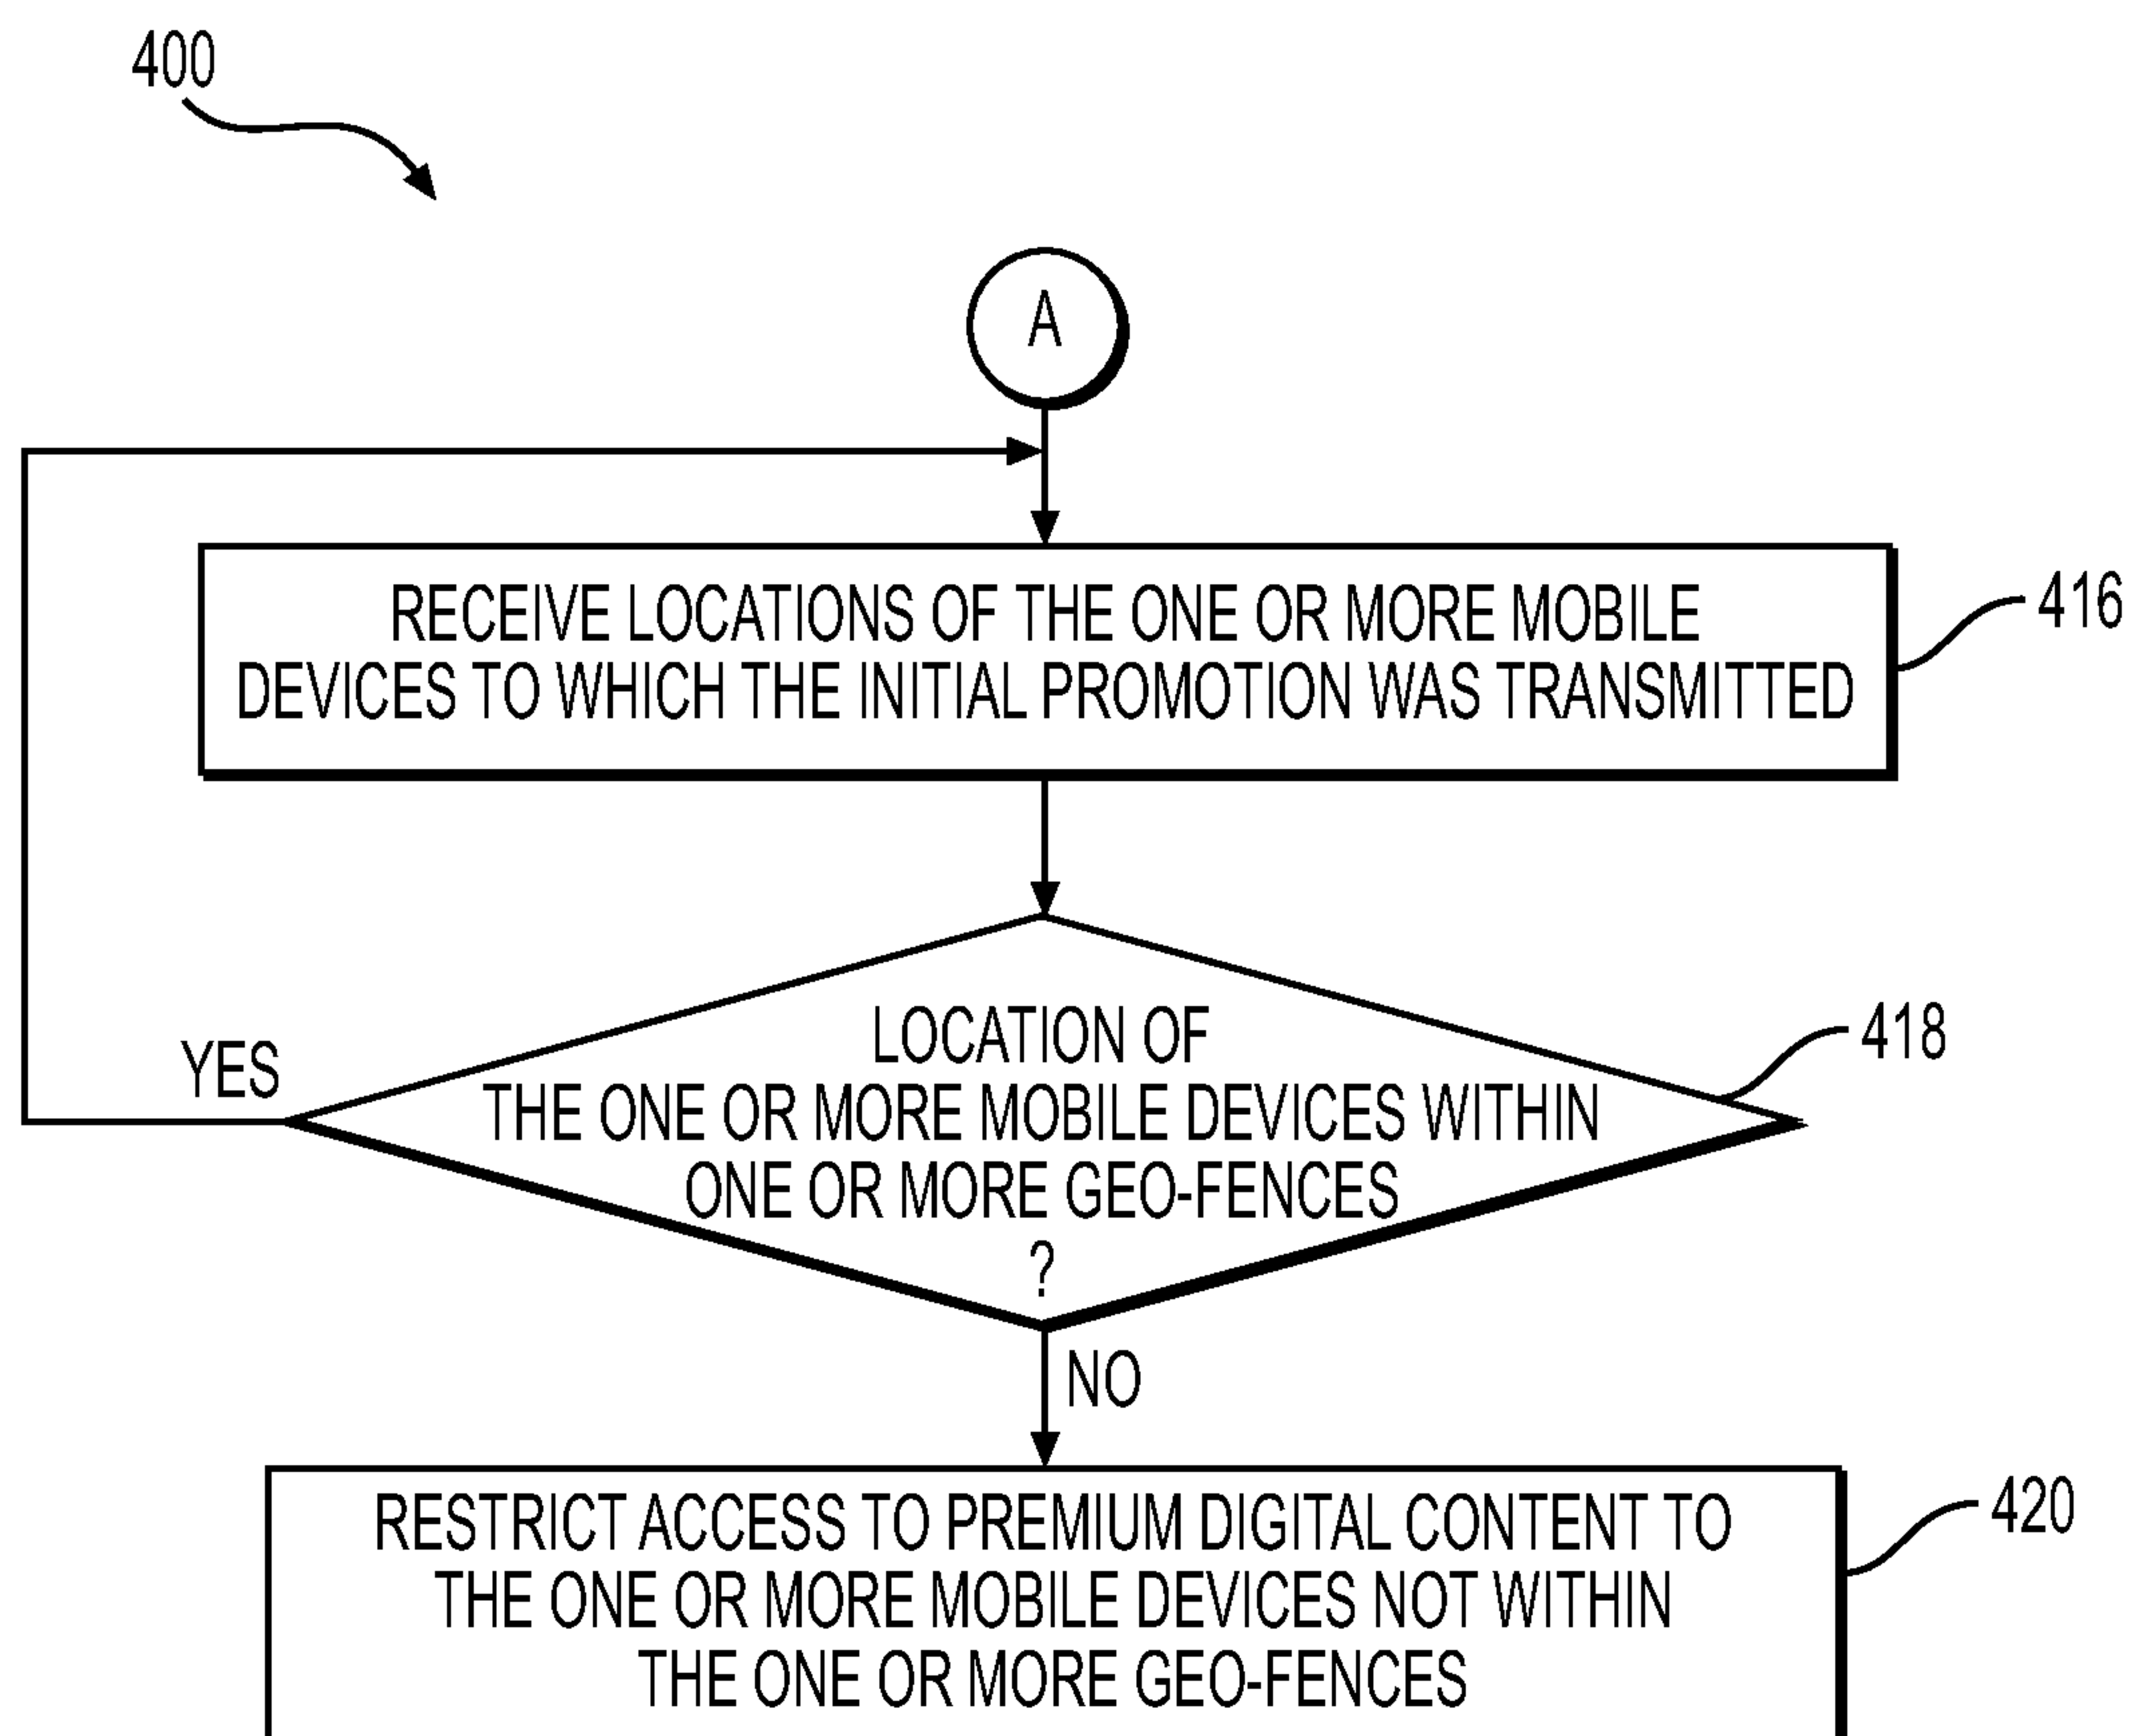 400
A
RECEIVE LOCATIONS OF THE ONE OR MORE MOBILE
DEVICES TO WHICH THE INITIAL PROMOTION WAS TRANSMITTED
416
LOCATION OF
THE ONE OR MORE MOBILE DEVICES WITHIN
ONE OR MORE GEO-FENCES
?
418
YES
NO
RESTRICT ACCESS TO PREMIUM DIGITAL CONTENT TO
THE ONE OR MORE MOBILE DEVICES NOT WITHIN
THE ONE OR MORE GEO-FENCES
420